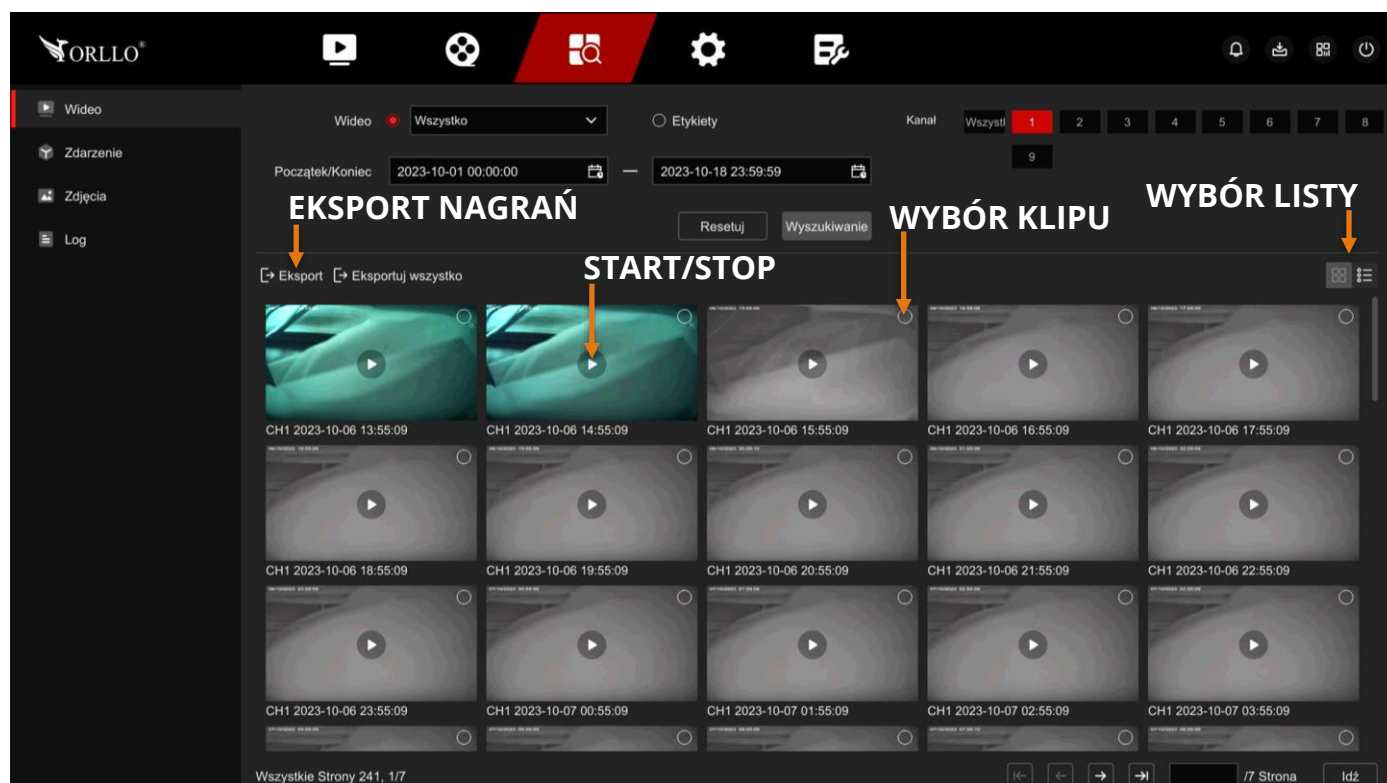 ORLLO®
Wideo
Zdarzenie
Zdjęcia
Log
Wideo Wszystko Etykiety Kanał Wszystl 1 2 3 4 5 6 7 8
9
Początek/Koniec 2023-10-01 00:00:00 — 2023-10-18 23:59:59
Resetuj Wyszukiwanie
EKSPORT NAGRAŃ
START/STOP
WYBÓR KLIPU
WYBÓR LISTY
Eksport Eksportuj wszystko
CH1 2023-10-06 13:55:09 CH1 2023-10-06 14:55:09 CH1 2023-10-06 15:55:09 CH1 2023-10-06 16:55:09 CH1 2023-10-06 17:55:09
CH1 2023-10-06 18:55:09 CH1 2023-10-06 19:55:09 CH1 2023-10-06 20:55:09 CH1 2023-10-06 21:55:09 CH1 2023-10-06 22:55:09
CH1 2023-10-06 23:55:09 CH1 2023-10-07 00:55:09 CH1 2023-10-07 01:55:09 CH1 2023-10-07 02:55:09 CH1 2023-10-07 03:55:09
Wszystkie Strony 241, 1/7 /7 Strona Idź